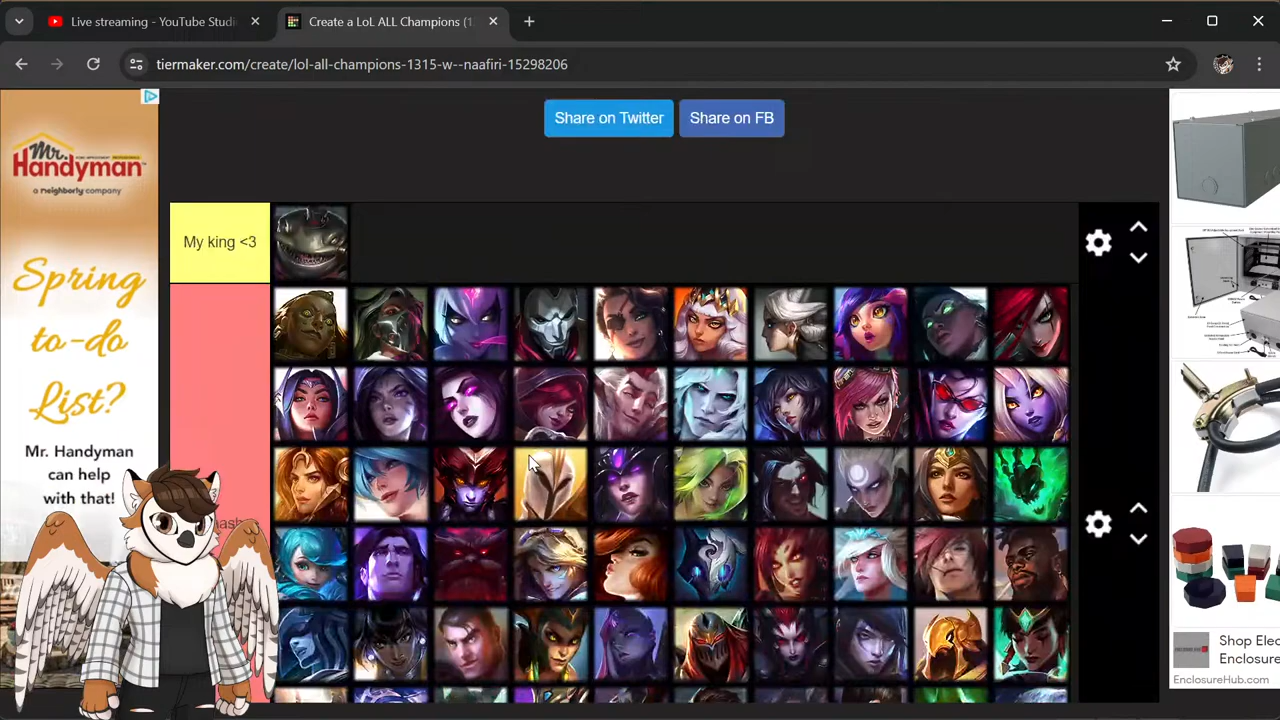 Live streaming - YouTube Studi
Create a LoL ALL Champions (1
tiermaker.com/create/lol-all-champions-1315-w--naafiri-15298206
Share on Twitter
Share on FB
Mr.
Handyman
a neighborly company
Spring
to-do
List?
Mr. Handyman
can help
with that!
My king <3
mash
Shop Elec
Enclosure
EnclosureHub.com